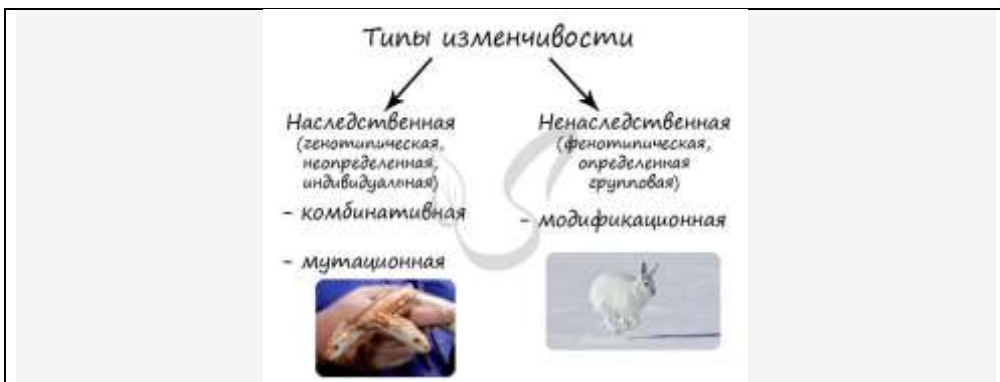 Типы изменчивости
Наследственная
(генотипическая,
неопределенная,
индивидуальная)
- комбинативная
- мутационная
Ненаследственная
(фенотипическая,
определенная
групповая)
- модификационная